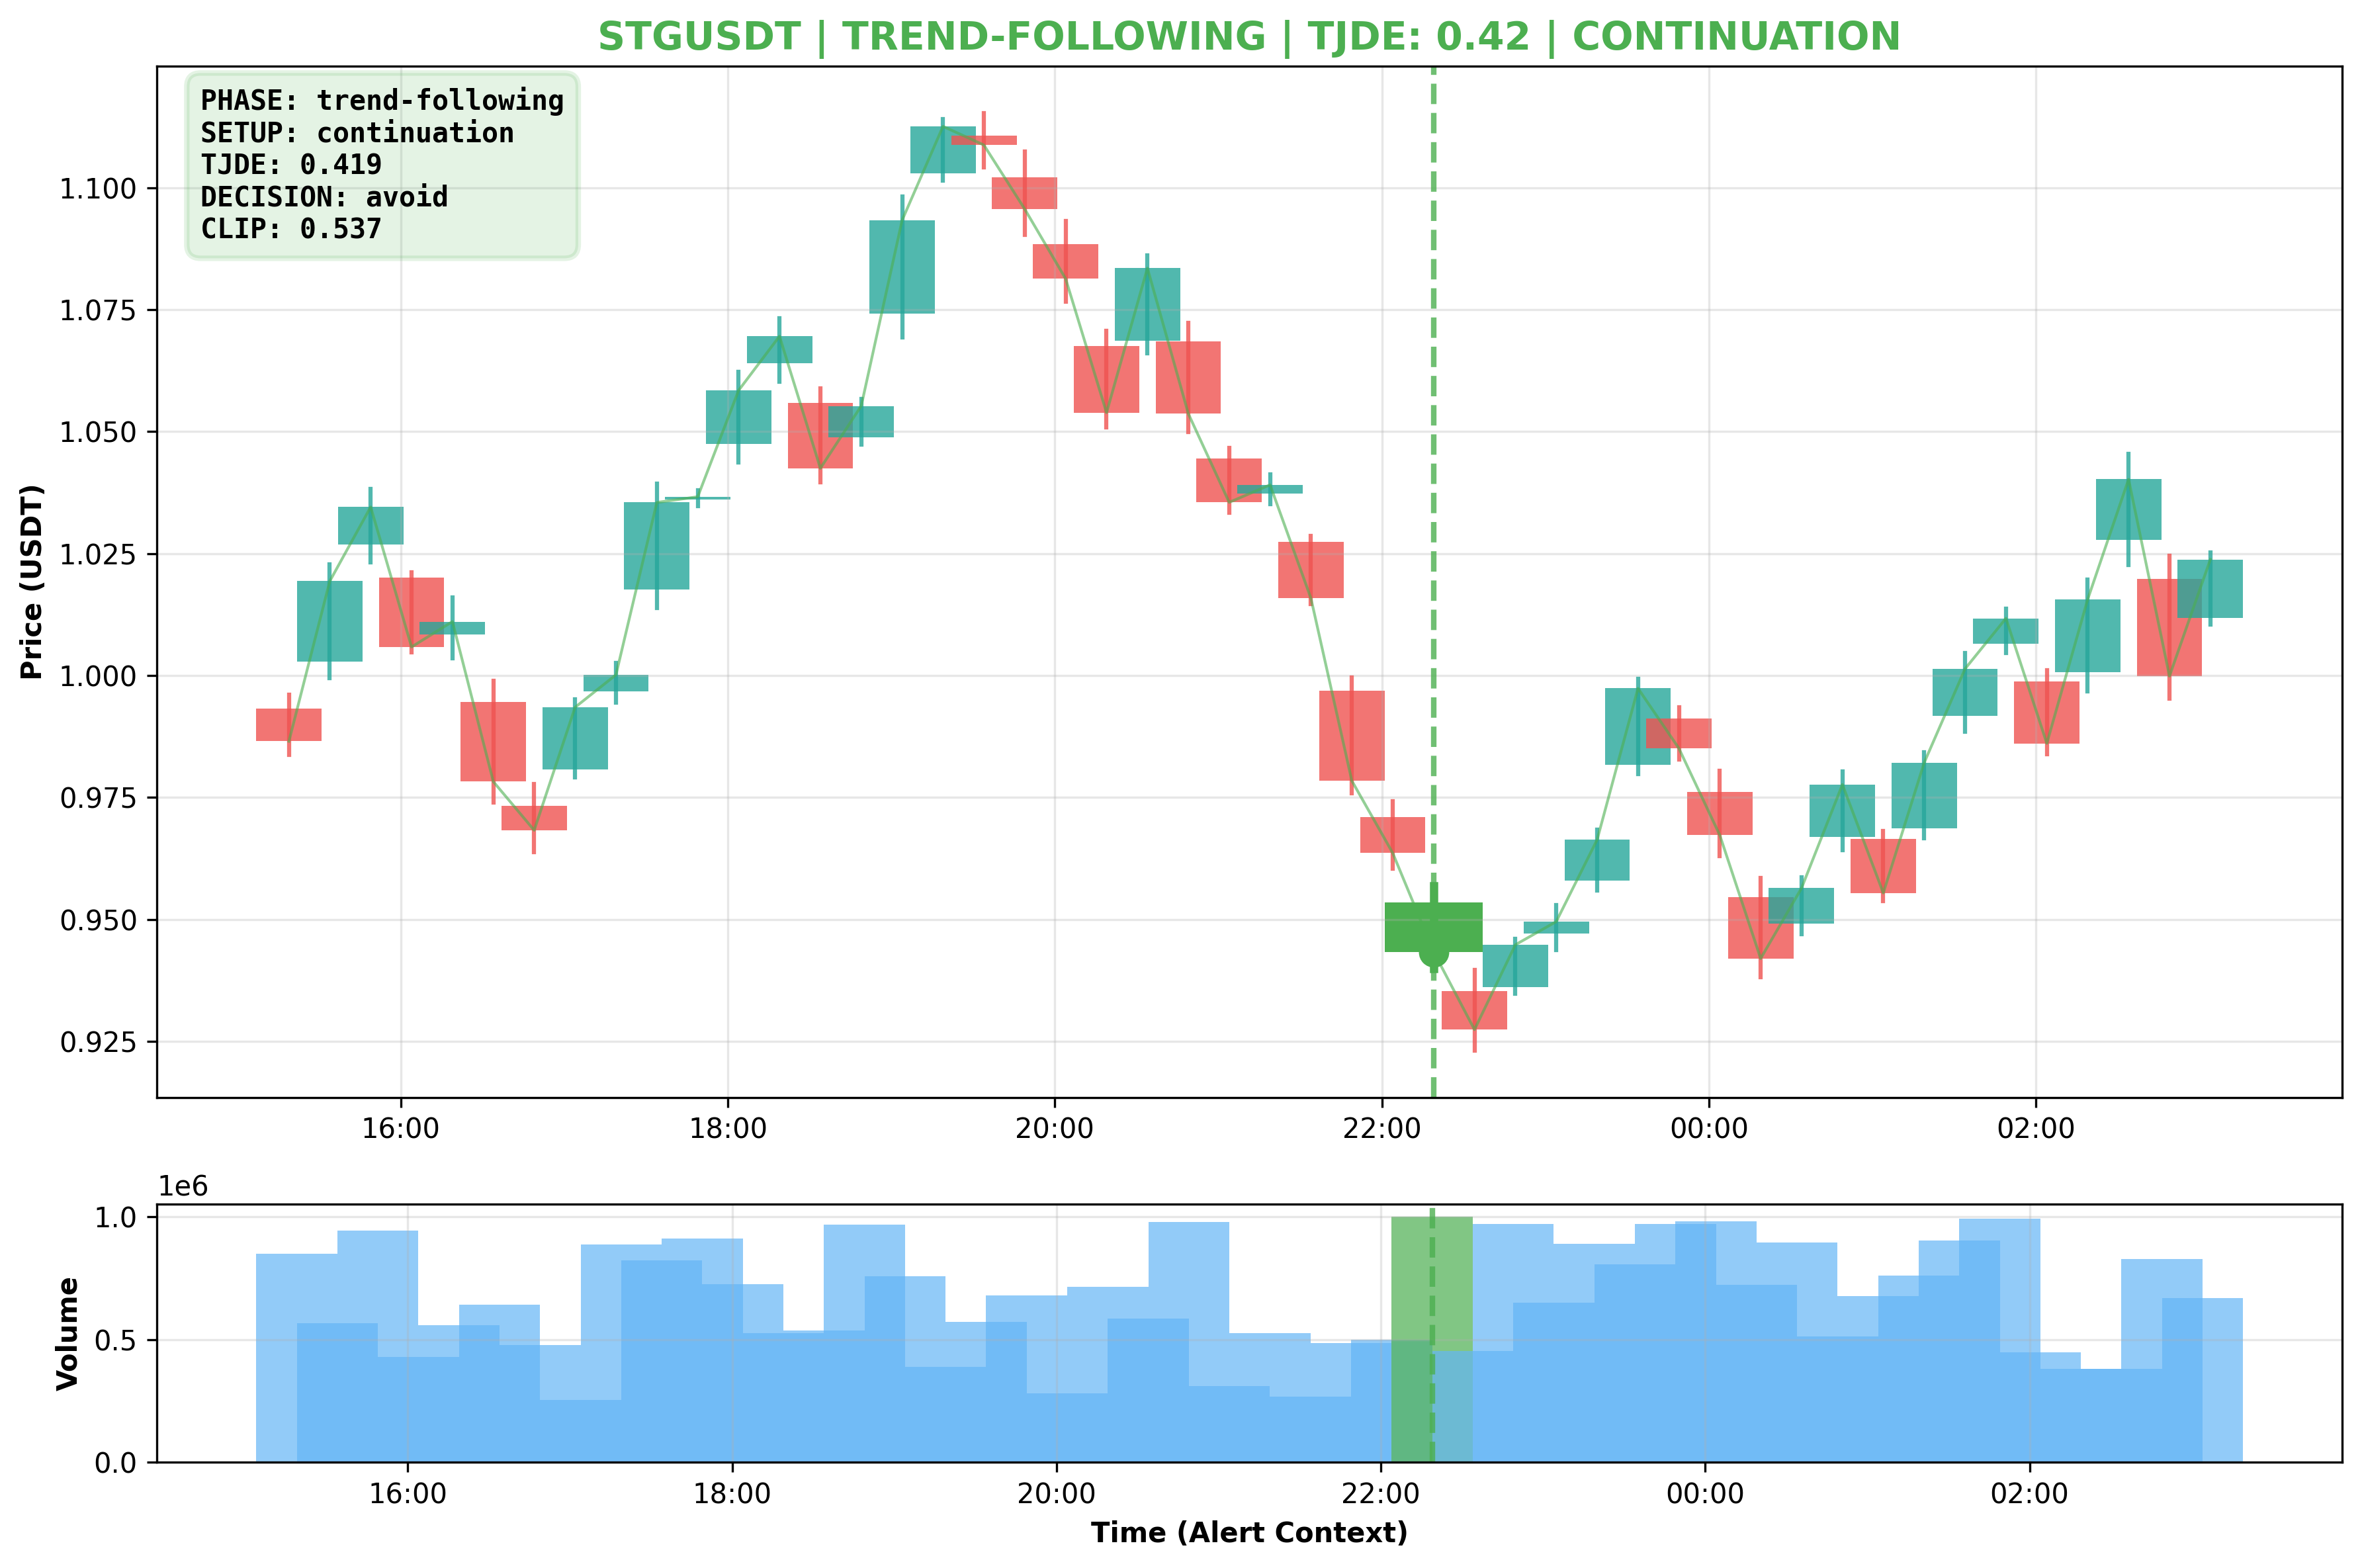 STGUSDT | TREND-FOLLOWING | TJDE: 0.42 | CONTINUATION
PHASE: trend-following
SETUP: continuation
TJDE: 0.419
DECISION: avoid
CLIP: 0.537
Price (USDT)
1.100
1.075
1.050
1.025
1.000
0.975
0.950
0.925
16:00 18:00 20:00 22:00 00:00 02:00
1e6
Volume
1.0
0.5
0.0
16:00 18:00 20:00 22:00 00:00 02:00
Time (Alert Context)